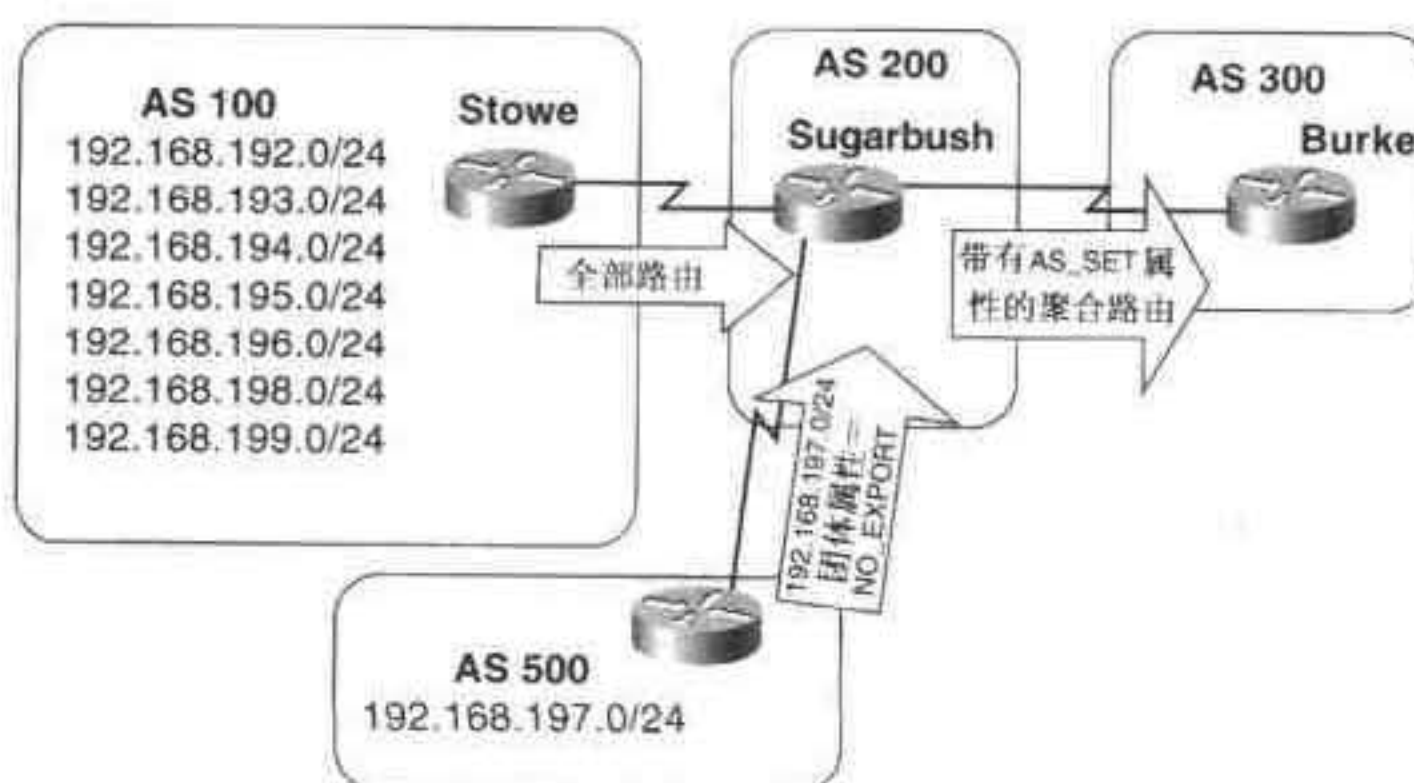 AS 100
192.168.192.0/24
192.168.193.0/24
192.168.194.0/24
192.168.195.0/24
192.168.196.0/24
192.168.198.0/24
192.168.199.0/24
Stowe
全部路由
AS 200
Sugarbush
带有AS_SET属
性的聚合路由
AS 300
Burke
192.168.197.0/24
团体属性=
NO_EXPORT
AS 500
192.168.197.0/24